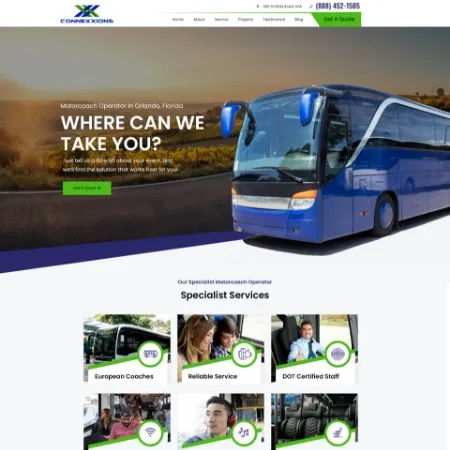 CONNEXXIONS
(888) 452-1505
Home About Service Projects Testimonial Blog
Get A Quote
Motorcoach Operator in Orlando, Florida
WHERE CAN WE
TAKE YOU?
Just tell us a little bit about your event, and
we'll find the solution that works best for you!
Our Specialist Motorcoach Operator
Specialist Services
European Coaches
Reliable Service
DOT Certified Staff